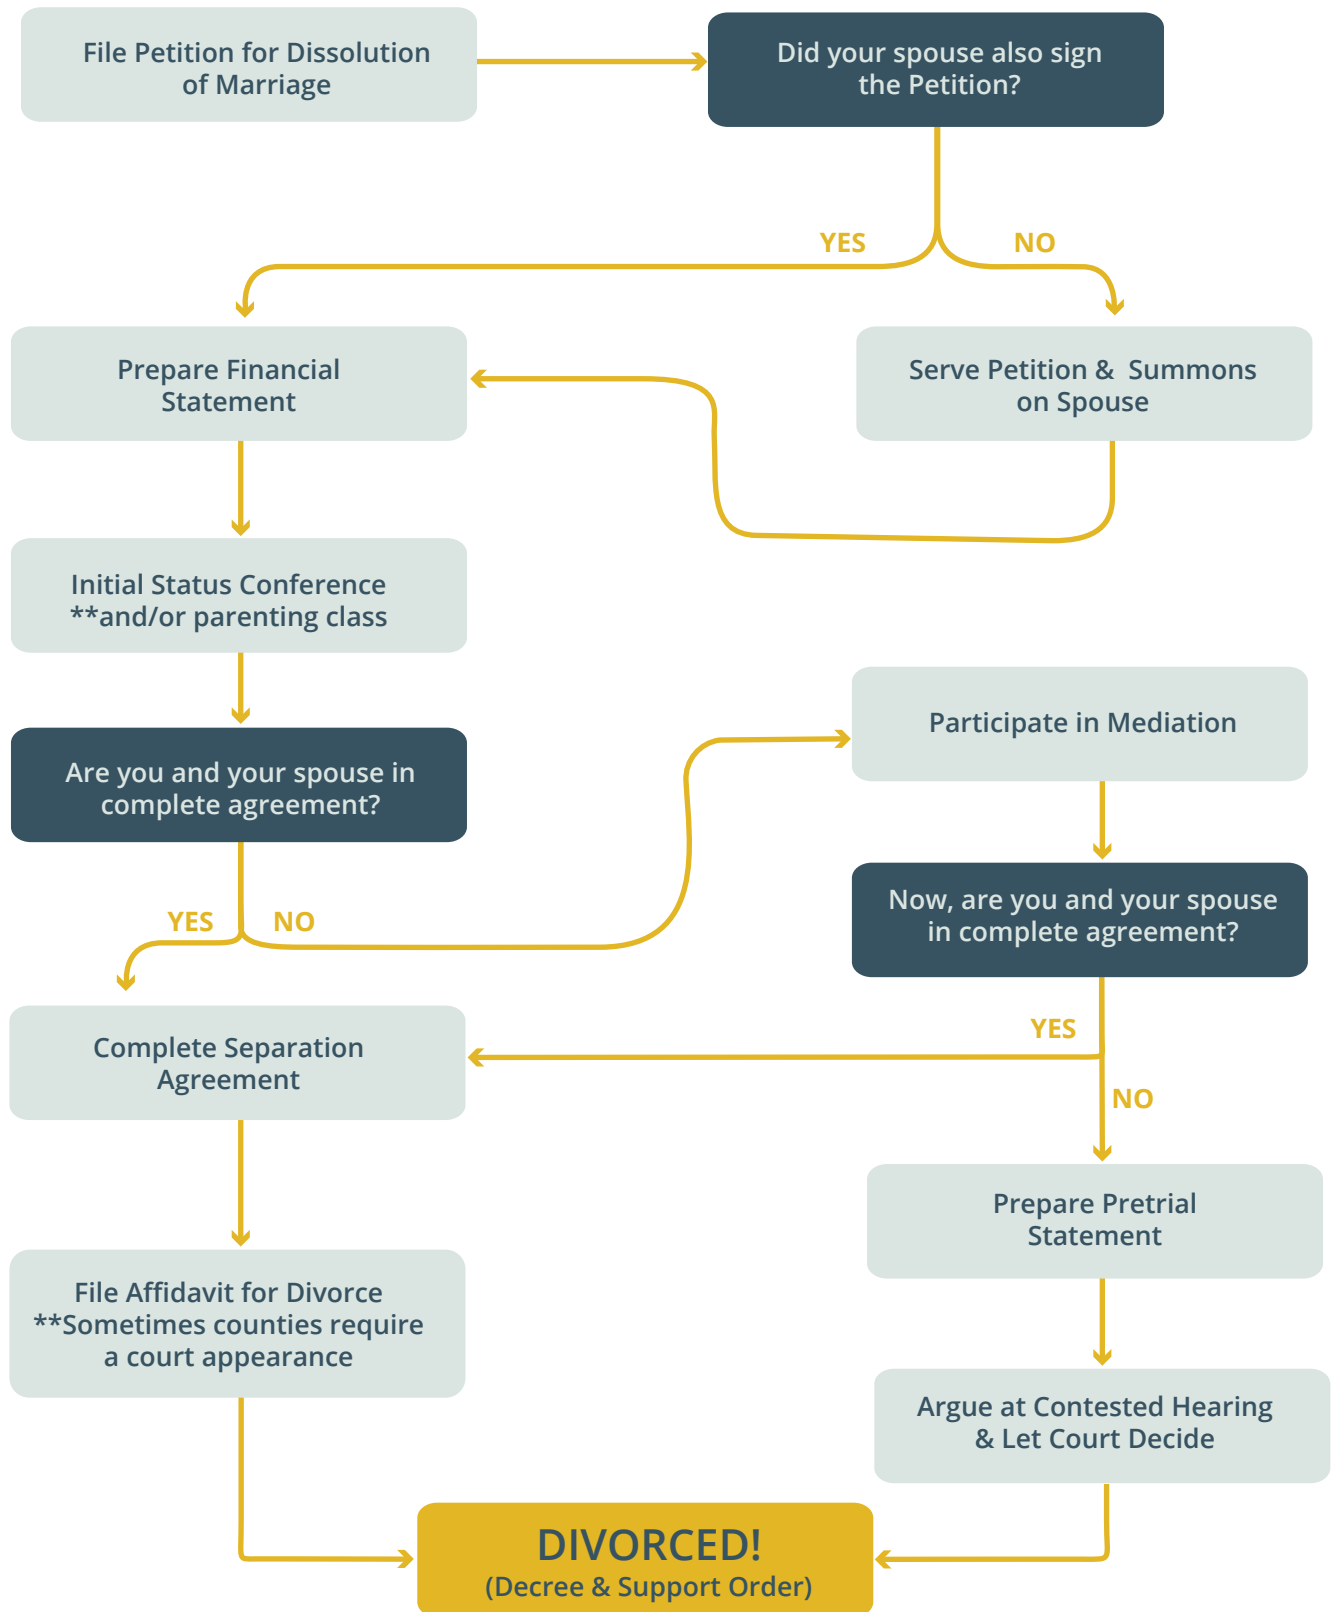 File Petition for Dissolution
of Marriage
Did your spouse also sign
the Petition?
YES
NO
Prepare Financial
Statement
Serve Petition & Summons
on Spouse
Initial Status Conference
**and/or parenting class
Participate in Mediation
Are you and your spouse in
complete agreement?
Now, are you and your spouse
in complete agreement?
YES
NO
Complete Separation
Agreement
YES
NO
Prepare Pretrial
Statement
File Affidavit for Divorce
**Sometimes counties require
a court appearance
Argue at Contested Hearing
& Let Court Decide
DIVORCED!
(Decree & Support Order)